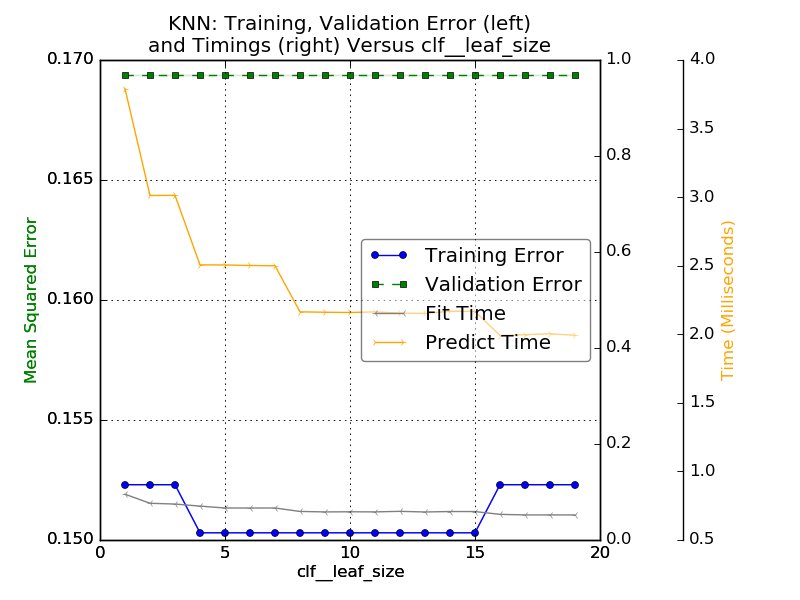 KNN: Training, Validation Error (left)
and Timings (right) Versus clf__leaf_size
Mean Squared Error
0.170
0.165
0.160
0.155
0.150
0
5
10
15
20
clf__leaf_size
1.0
0.8
0.6
0.4
0.2
0.0
4.0
3.5
3.0
2.5
2.0
1.0
0.5
Time (Milliseconds)
Training Error
Validation Error
Fit Time
Predict Time